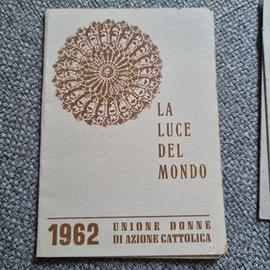 LA
LUCE
DEL
MONDO
1962 UNIONE DONNE
DI AZIONE CATTOLICA